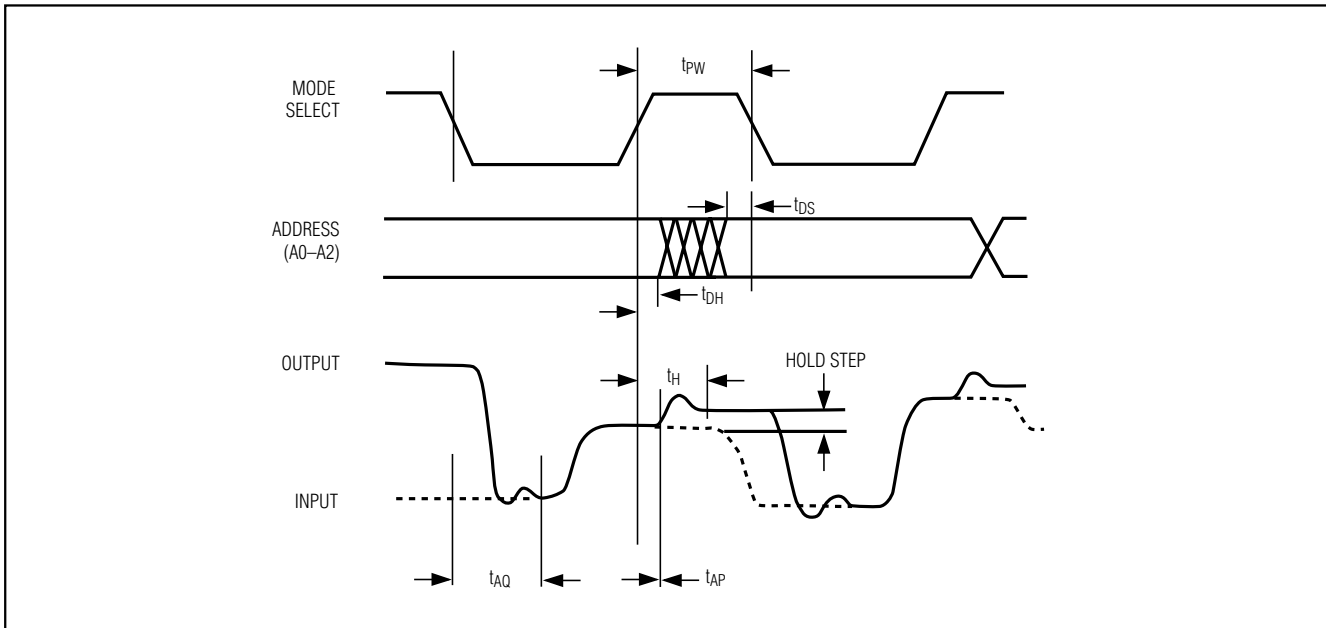 MODE
SELECT
tPW
ADDRESS
(A0–A2)
tDS
tDH
OUTPUT
tH
HOLD STEP
INPUT
tAQ
tAP